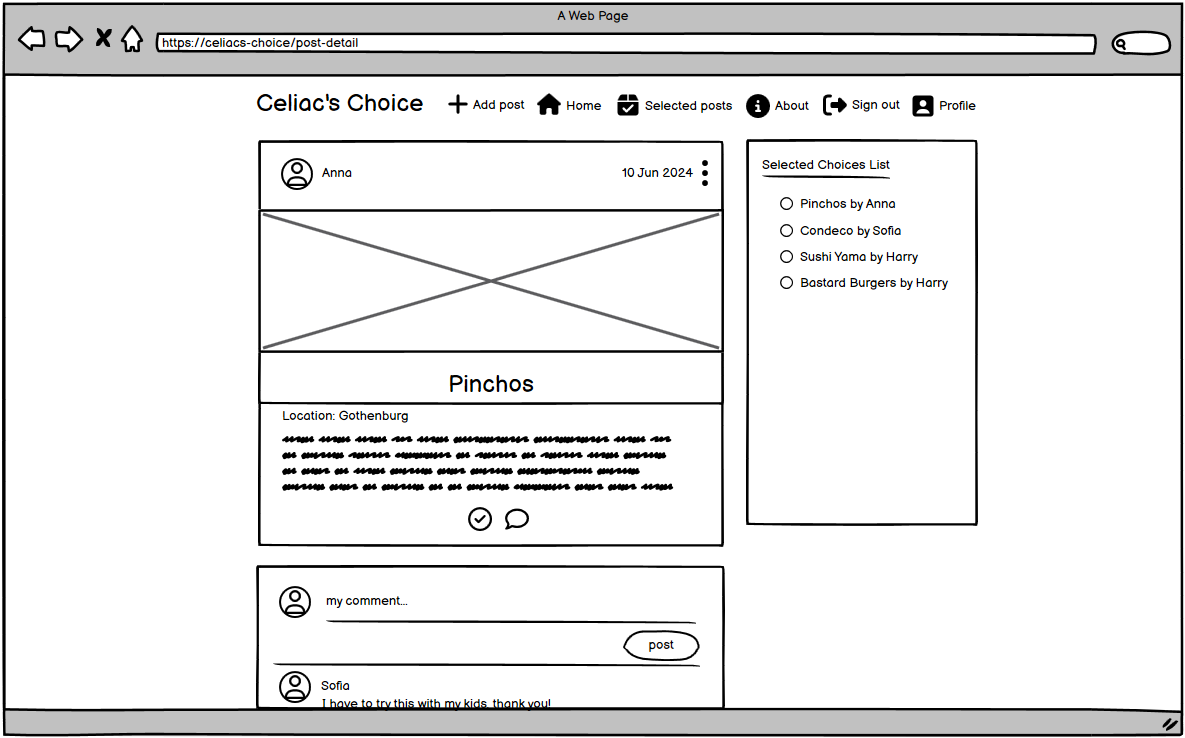 A Web Page
https://celiacs-choice/post-detail
Celiac's Choice
Add post
Home
Selected posts
About
Sign out
Profile
Anna
10 Jun 2024
Pinchos
Location: Gothenburg
my comment...
post
Sofia
I have to try this with my kids, thank you!
Selected Choices List
Pinchos by Anna
Condeco by Sofia
Sushi Yama by Harry
Bastard Burgers by Harry